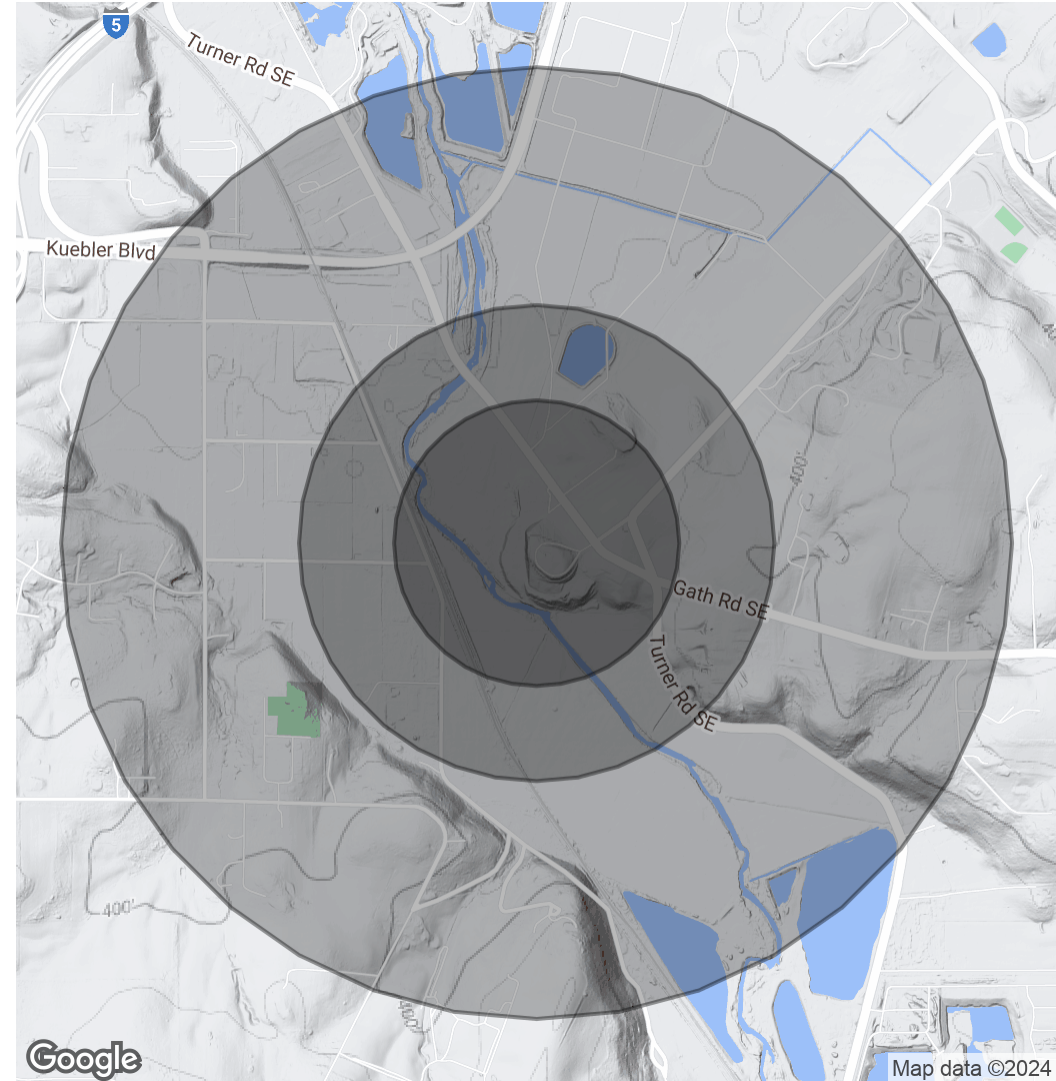 5
Turner Rd SE
Kuebler Blvd
400'
Gath Rd SE
Turner Rd SE
400'
400'
Google
Map data ©2024